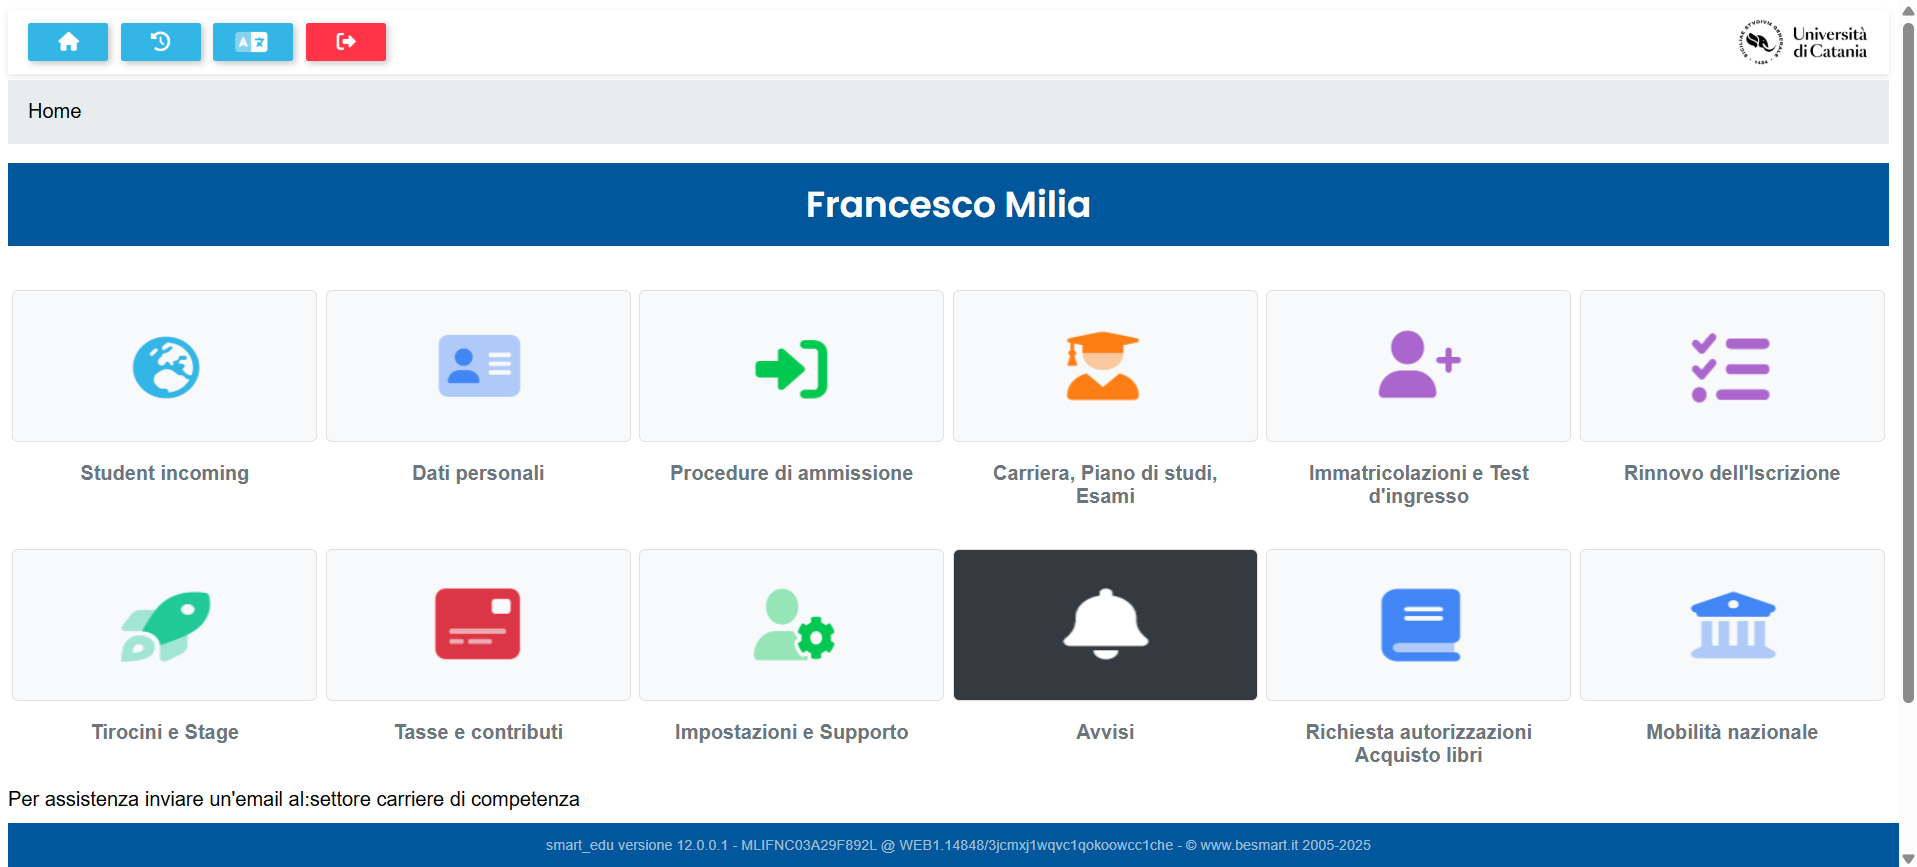 Università
di Catania
Home
Francesco Milia
Student incoming
Dati personali
Procedure di ammissione
Carriera, Piano di studi,
Esami
Immatricolazioni e Test
d'ingresso
Rinnovo dell'Iscrizione
Tirocini e Stage
Tasse e contributi
Impostazioni e Supporto
Avvisi
Richiesta autorizzazioni
Acquisto libri
Mobilità nazionale
Per assistenza inviare un'email al:settore carriere di competenza
smart_edu versione 12.0.0.1 - MLIFNC03A29F892L @ WEB1.14848/3jcmxj1wqvc1qokoowcc1che - © www.besmart.it 2005-2025